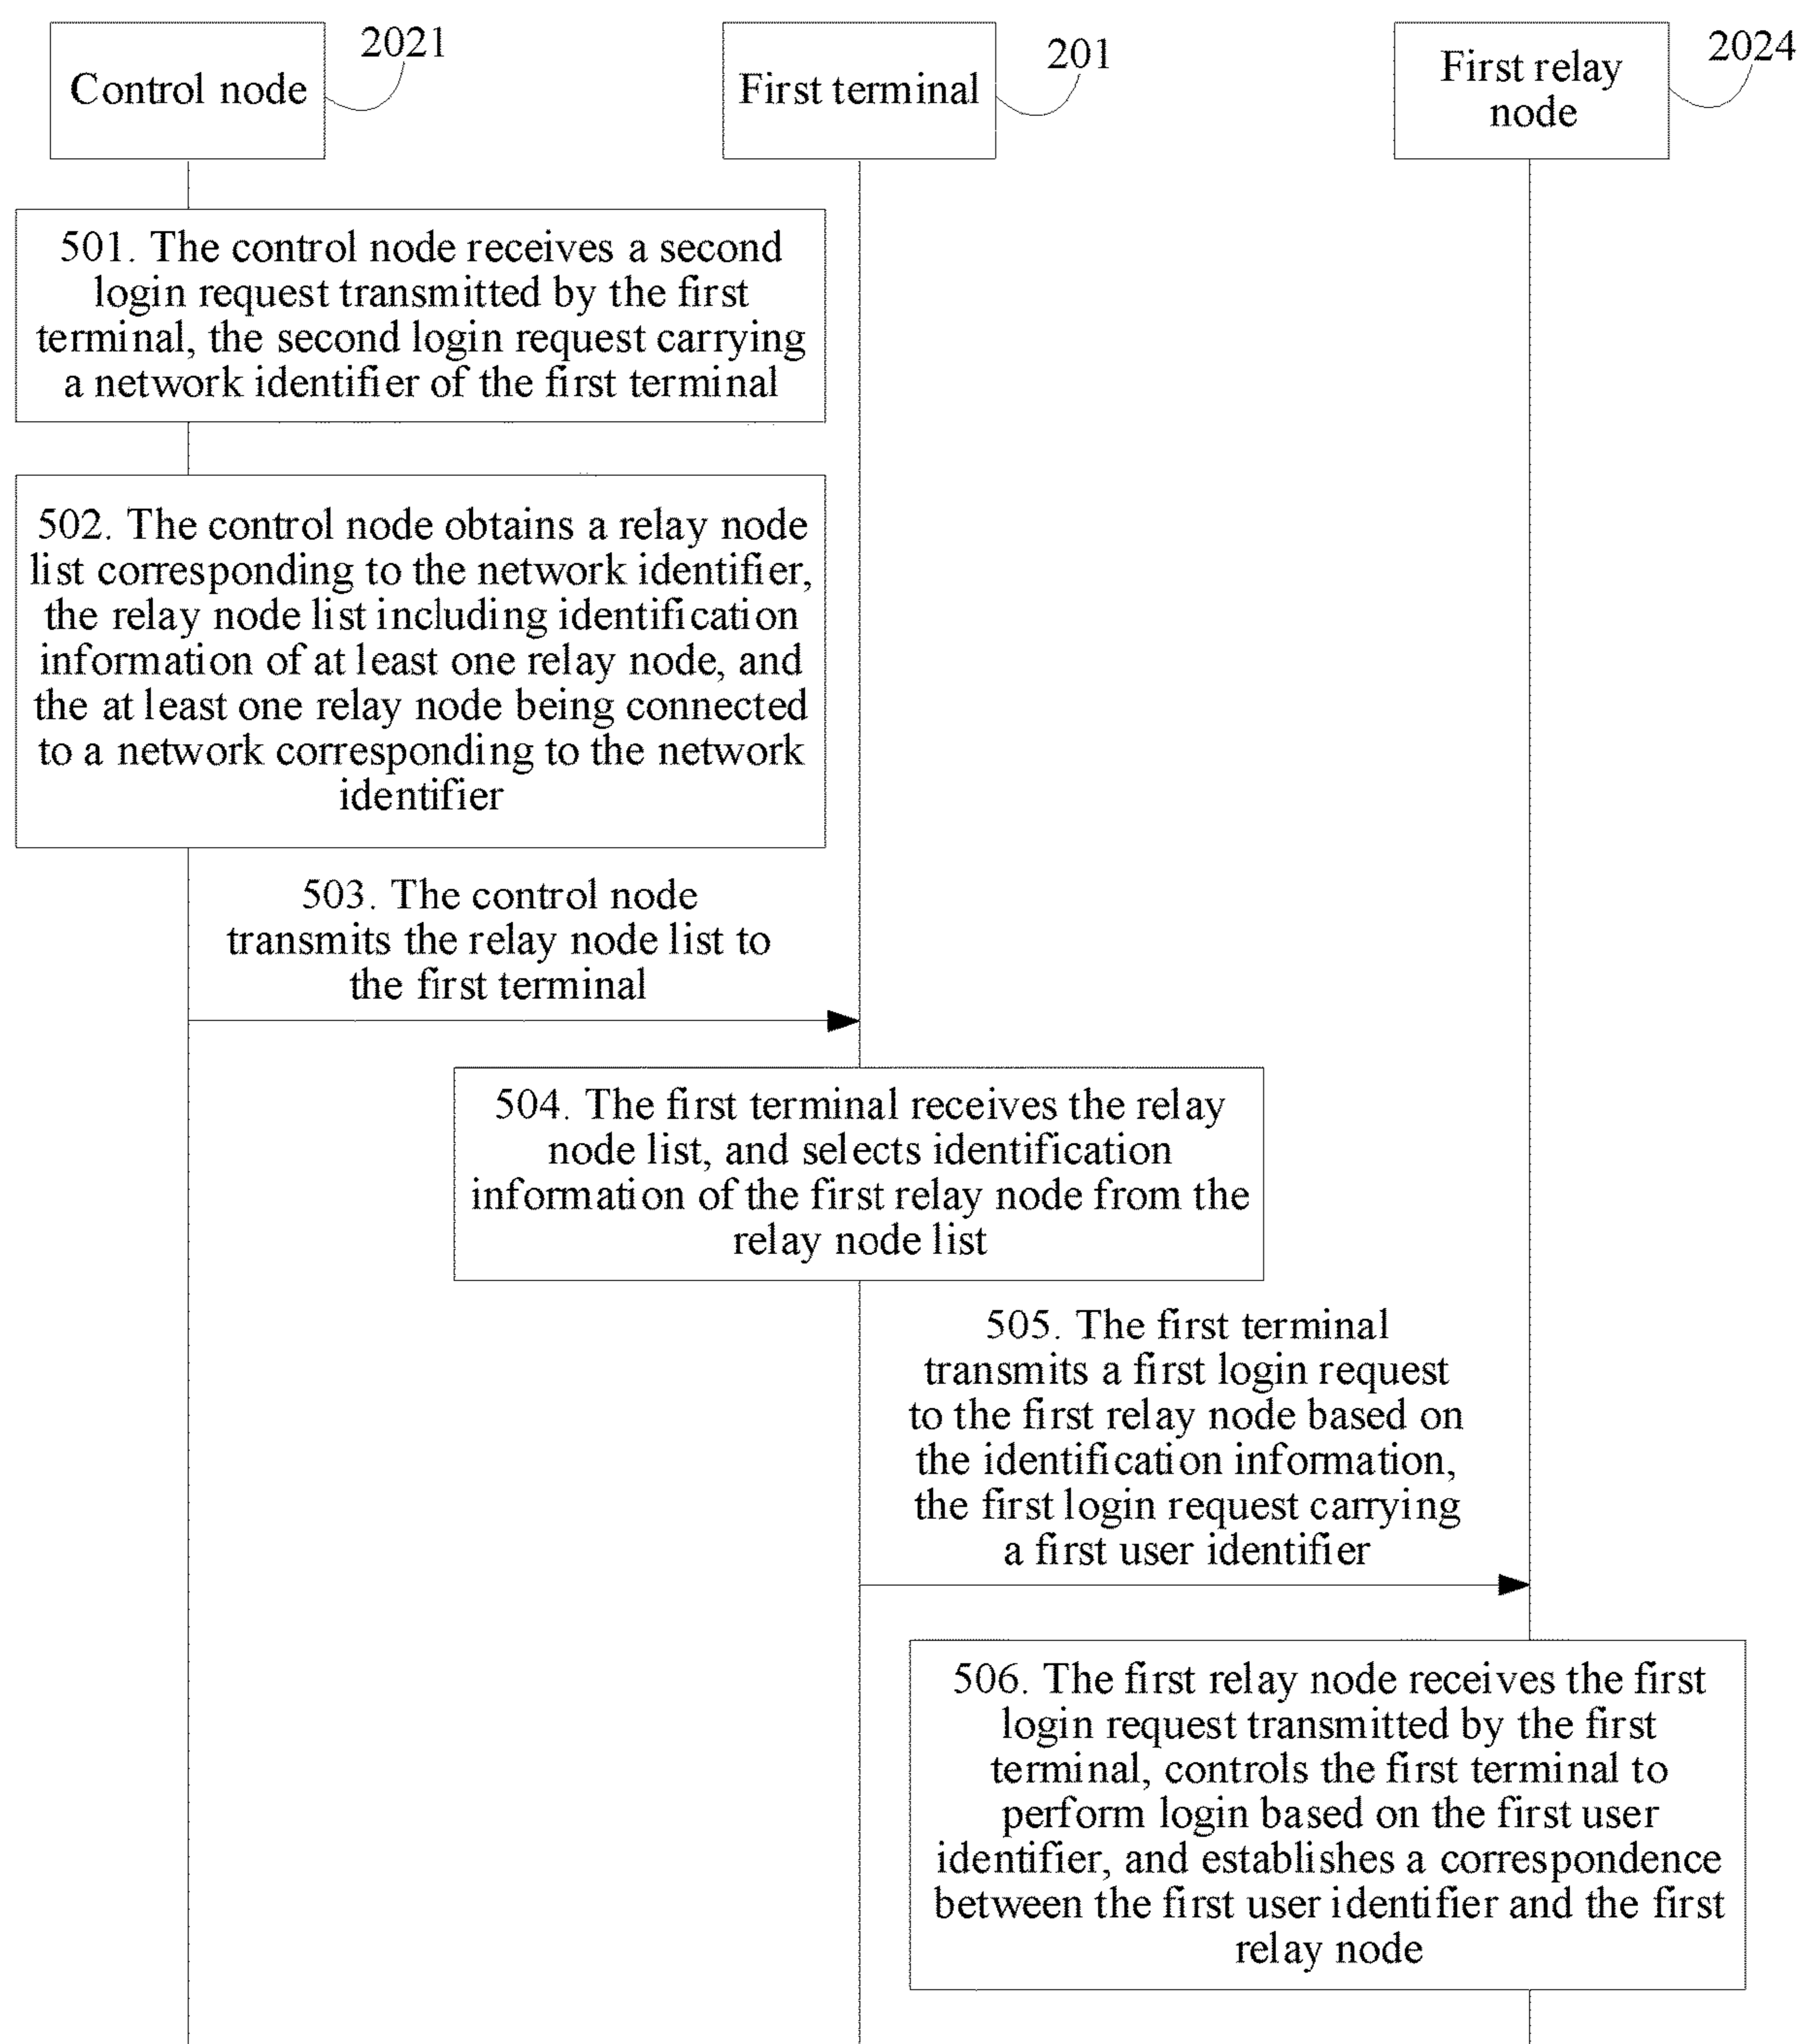 Control node
2021
First terminal
201
First relay
node
2024
501. The control node receives a second
login request transmitted by the first
terminal, the second login request carrying
a network identifier of the first terminal
502. The control node obtains a relay node
list corresponding to the network identifier,
the relay node list including identification
information of at least one relay node, and
the at least one relay node being connected
to a network corresponding to the network
identifier
503. The control node
transmits the relay node list to
the first terminal
504. The first terminal receives the relay
node list, and selects identification
information of the first relay node from the
relay node list
505. The first terminal
transmits a first login request
to the first relay node based on
the identification information,
the first login request carrying
a first user identifier
506. The first relay node receives the first
login request transmitted by the first
terminal, controls the first terminal to
perform login based on the first user
identifier, and establishes a correspondence
between the first user identifier and the first
relay node